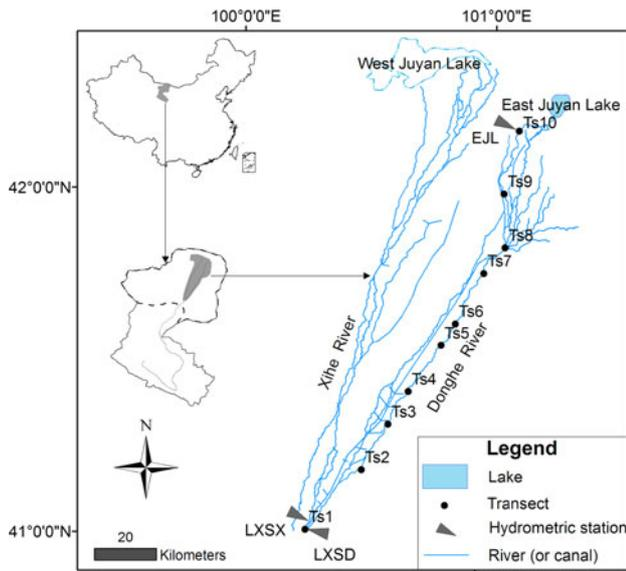 100°0"0"E
101°0"0"E
West Juyan Lake
East Juyan Lake
Ts10
EJL
42°0"0"N
Ts9
Ts8
Ts7
Ts6
Ts5
Xihe River
Donghe River
Ts4
Ts3
Ts2
N
Legend
Lake
Transect
Hydrometric station
River (or canal)
Ts1
41°0"0"N
LXSX
LXSD
20
Kilometers